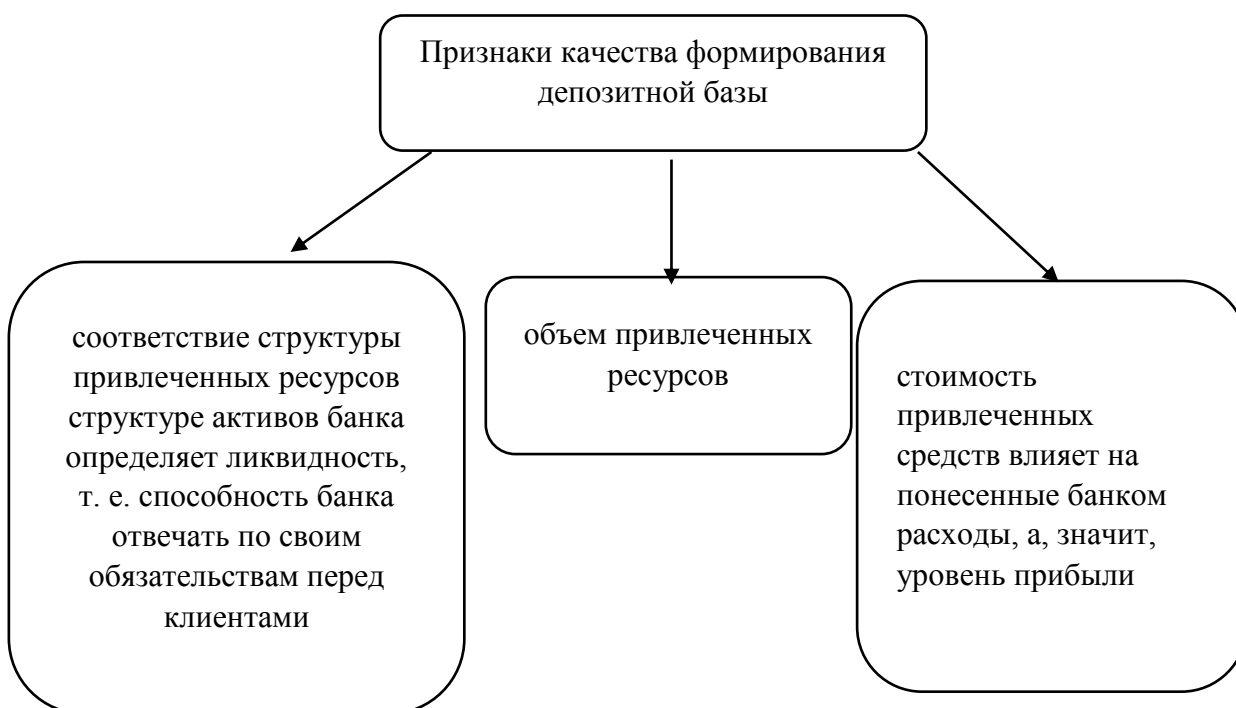 Признаки качества формирования
депозитной базы
соответствие структуры
привлеченных ресурсов
структуре активов банка
определяет ликвидность,
т. е. способность банка
отвечать по своим
обязательствам перед
клиентами
объем привлеченных
ресурсов
стоимость
привлеченных
средств влияет на
понесенные банком
расходы, а, значит,
уровень прибыли